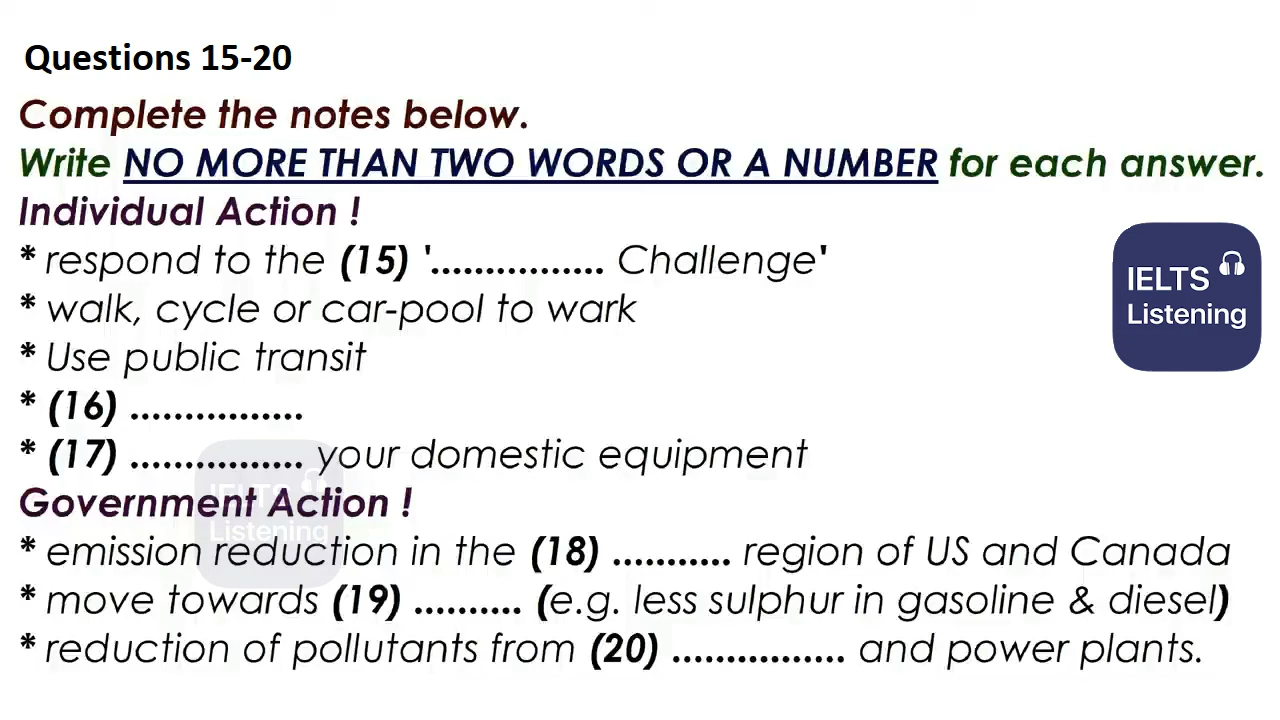 Questions 15-20
Complete the notes below.
Write NO MORE THAN TWO WORDS OR A NUMBER for each answer.
Individual Action !
* respond to the (15) '................ Challenge'
* walk, cycle or car-pool to wark
* Use public transit
* (16) ................
* (17) ................ your domestic equipment
Government Action !
* emission reduction in the (18) ........... region of US and Canada
* move towards (19) .......... (e.g. less sulphur in gasoline & diesel)
* reduction of pollutants from (20) ................ and power plants.
IELTS
Listening
IELTS
Listening